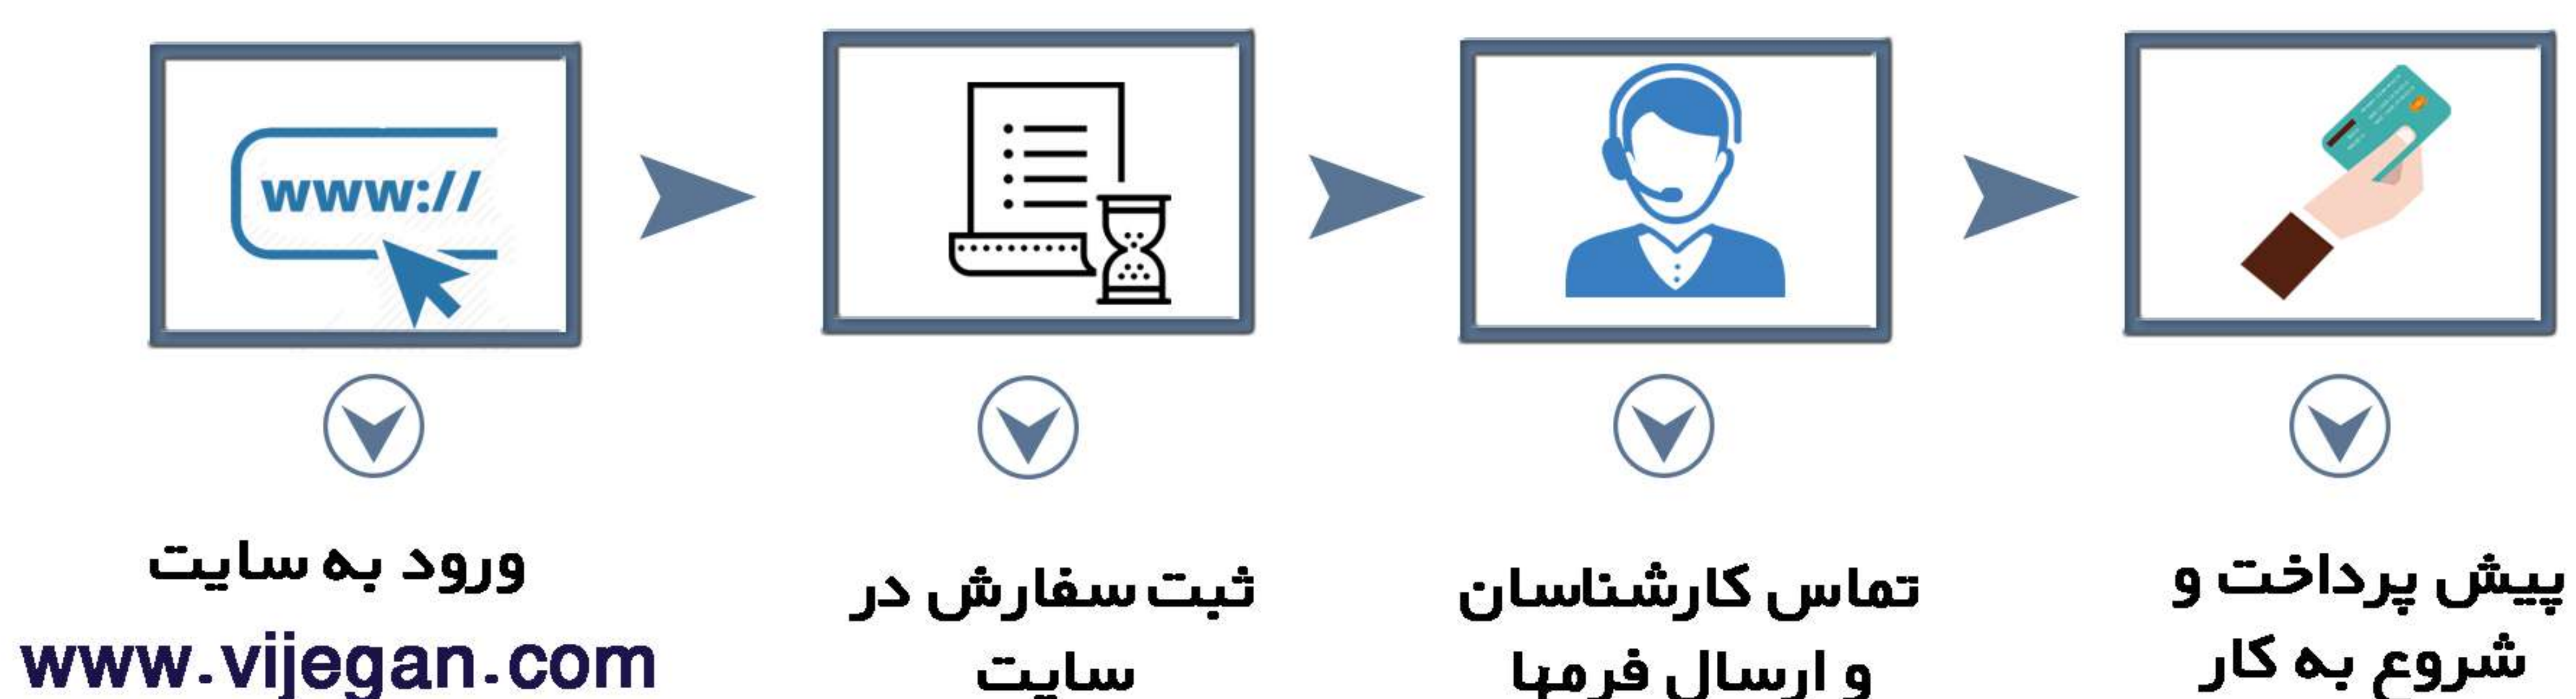 www://
ورود به سایت
www.vijegan.com
ثبت سفارش در
سایت
تماس کارشناسان
و ارسال فرمها
پیش پرداخت و
شروع به کار